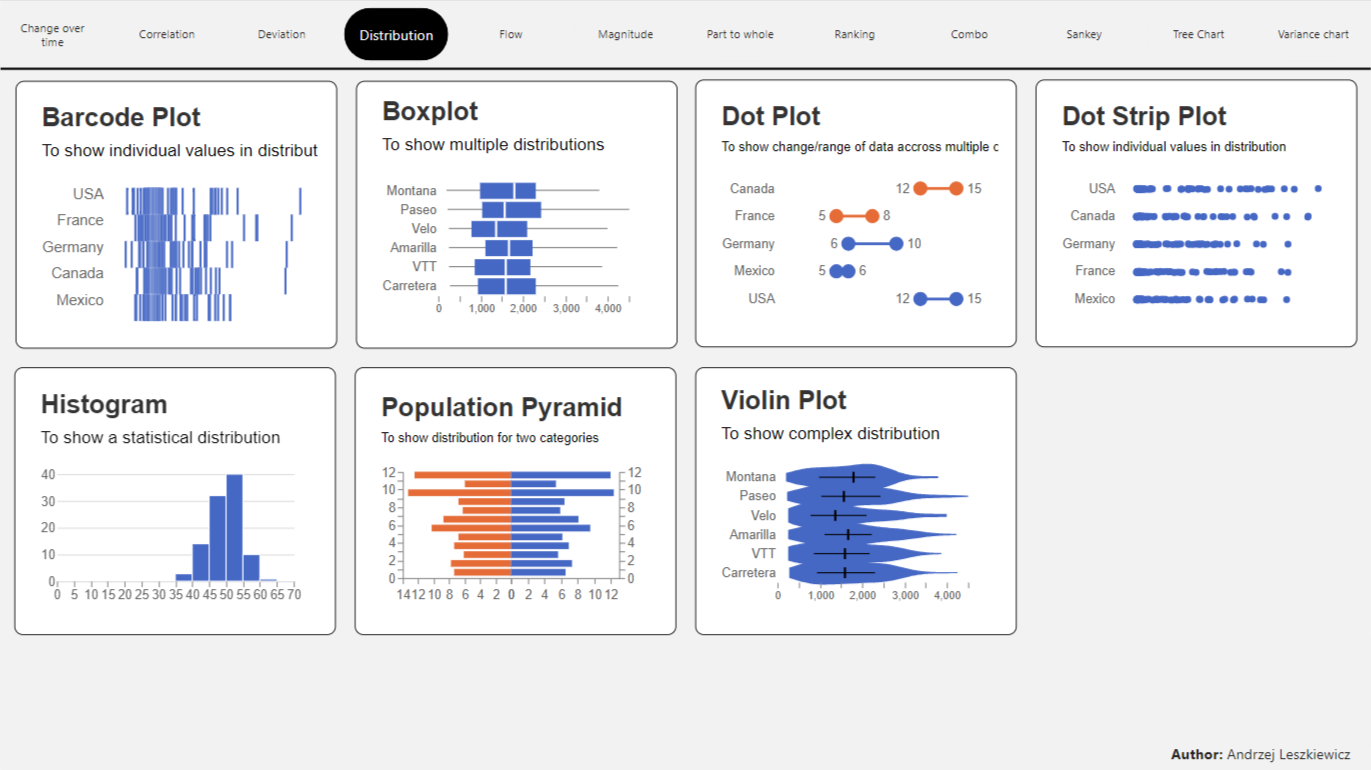 Change over
time
Correlation
Deviation
Distribution
Flow
Magnitude
Part to whole
Ranking
Combo
Sankey
Tree Chart
Variance chart
Barcode Plot
To show individual values in distribut
USA
France
Germany
Canada
Mexico
Boxplot
To show multiple distributions
Montana
Paseo
Velo
Amarilla
VTT
Carretera
0 1,000 2,000 3,000 4,000
Dot Plot
To show change/range of data accross multiple c
Canada 12 15
France 5 8
Germany 6 10
Mexico 5 6
USA 12 15
Dot Strip Plot
To show individual values in distribution
USA
Canada
Germany
France
Mexico
Histogram
To show a statistical distribution
40
30
20
10
0
0 5 10 15 20 25 30 35 40 45 50 55 60 65 70
Population Pyramid
To show distribution for two categories
12 12
10 10
8 8
6 6
4 4
2 2
0 0
14 12 10 8 6 4 2 0 2 4 6 8 10 12
Violin Plot
To show complex distribution
Montana
Paseo
Velo
Amarilla
VTT
Carretera
0 1,000 2,000 3,000 4,000
Author: Andrzej Leszkiewicz